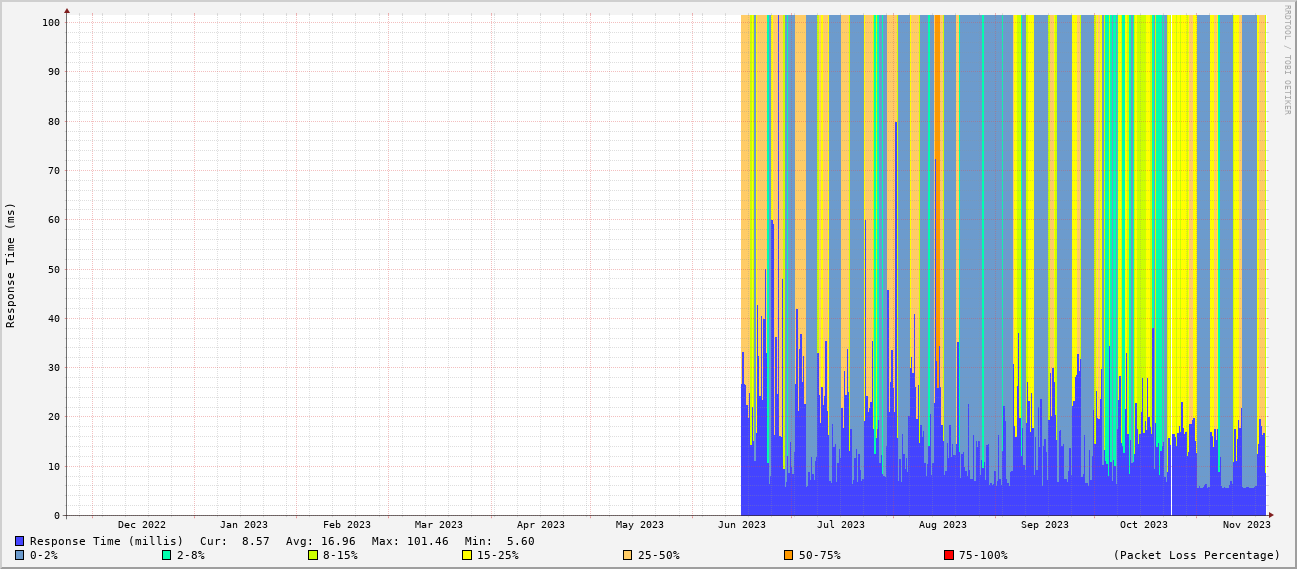 RRDTOOL / TOBI OETIKER
Response Time (ms)
100
90
80
70
60
50
40
30
20
10
0
Dec 2022 Jan 2023 Feb 2023 Mar 2023 Apr 2023 May 2023 Jun 2023 Jul 2023 Aug 2023 Sep 2023 Oct 2023 Nov 2023
Response Time (millis) Cur: 8.57 Avg: 16.96 Max: 101.46 Min: 5.60
0-2% 2-8% 8-15% 15-25% 25-50% 50-75% 75-100% (Packet Loss Percentage)